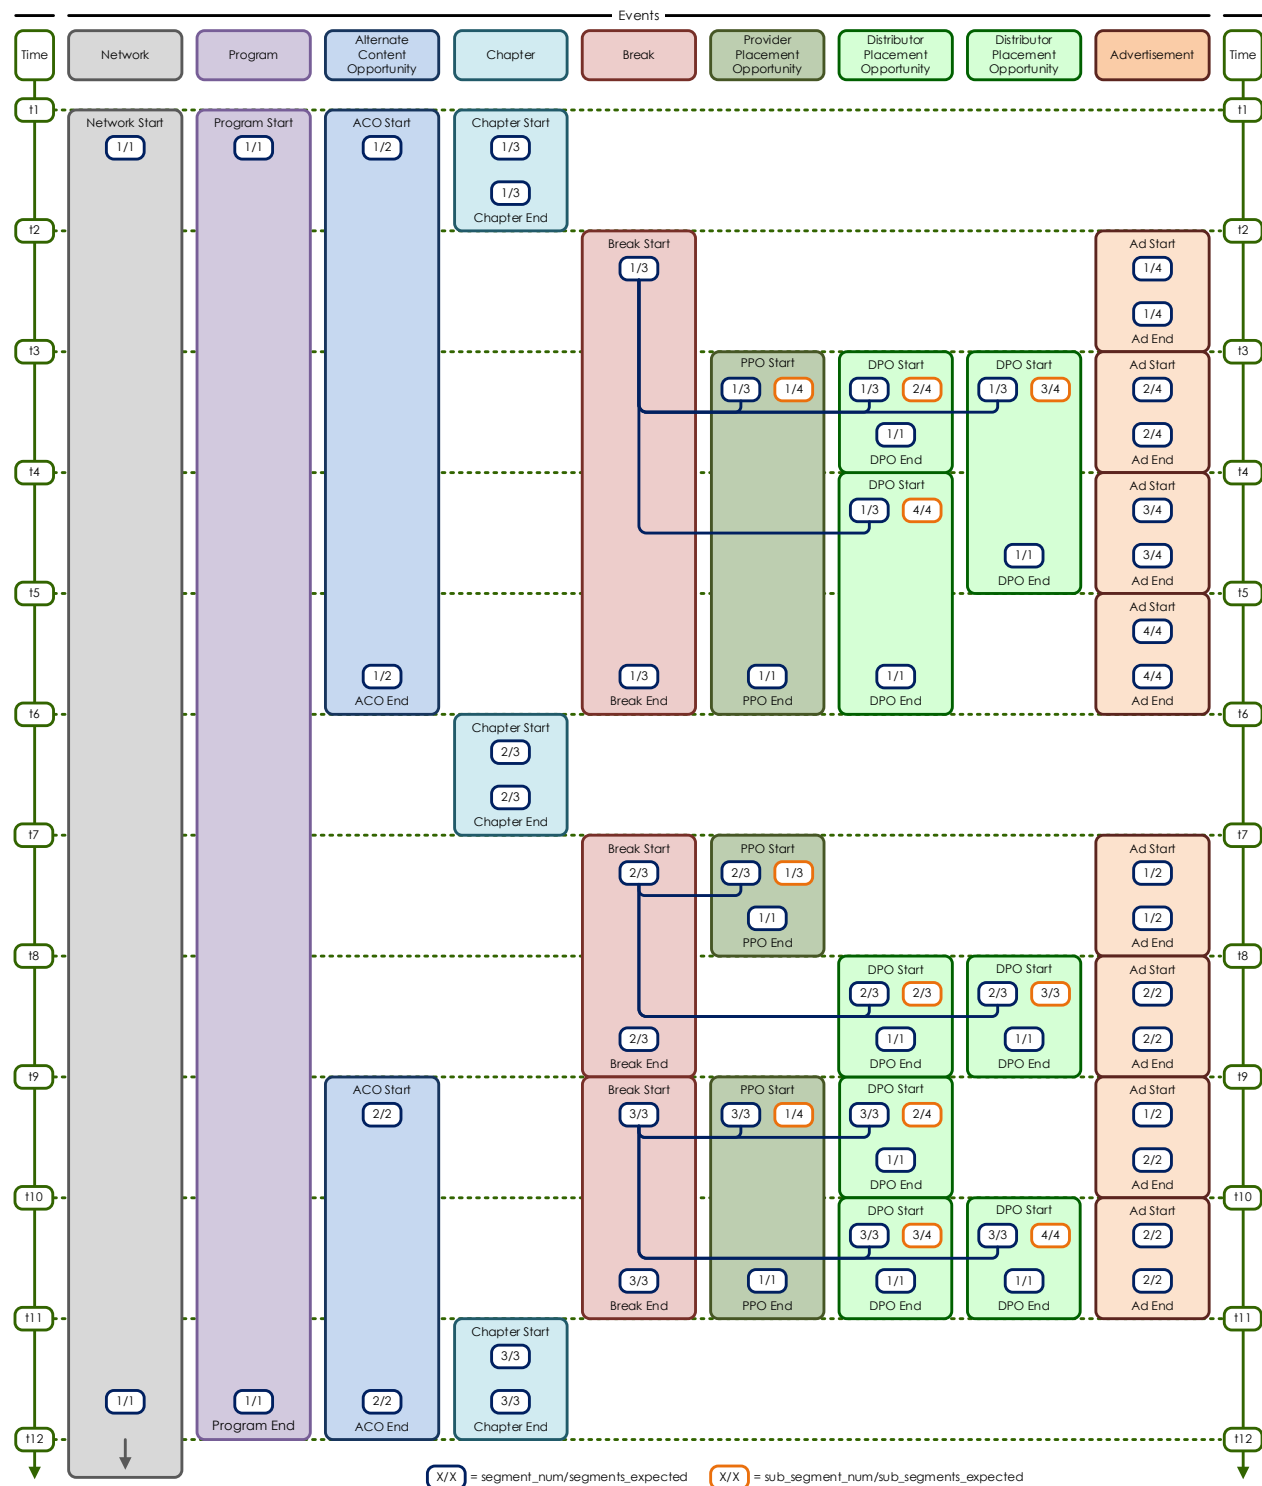 Events
Time
Network
Program
Alternate
Content
Opportunity
Chapter
Break
Provider
Placement
Opportunity
Distributor
Placement
Opportunity
Distributor
Placement
Opportunity
Advertisement
Time
t1 t1
Network Start Program Start ACO Start Chapter Start
1/1 1/1 1/2 1/3
1/3
Chapter End
t2 t2
Break Start Ad Start
1/3 1/4
1/4
Ad End
t3 t3
PPO Start DPO Start DPO Start Ad Start
1/3 1/4 1/3 2/4 1/3 3/4 2/4
1/1 2/4
DPO End Ad End
t4 t4
DPO Start Ad Start
1/3 4/4 3/4
1/1 3/4
DPO End Ad End
t5 t5
Ad Start
4/4
1/2 1/3 1/1 1/1 4/4
ACO End Break End PPO End DPO End Ad End
t6 t6
Chapter Start
2/3
2/3
Chapter End
t7 t7
Break Start PPO Start Ad Start
2/3 2/3 1/3 1/2
1/1 1/2
PPO End Ad End
t8 t8
DPO Start DPO Start Ad Start
2/3 2/3 2/3 3/3 2/2
2/3 1/1 1/1 2/2
Break End DPO End DPO End Ad End
t9 t9
ACO Start Break Start PPO Start DPO Start Ad Start
2/2 3/3 3/3 1/4 3/3 2/4 1/2
1/1 2/2
DPO End Ad End
t10 t10
DPO Start DPO Start Ad Start
3/3 3/4 3/3 4/4 2/2
3/3 1/1 1/1 1/1 2/2
Break End PPO End DPO End DPO End Ad End
t11 t11
Chapter Start
3/3
1/1 1/1 2/2 3/3
Program End ACO End Chapter End
t12 t12
X/X = segment_num/segments_expected X/X = sub_segment_num/sub_segments_expected